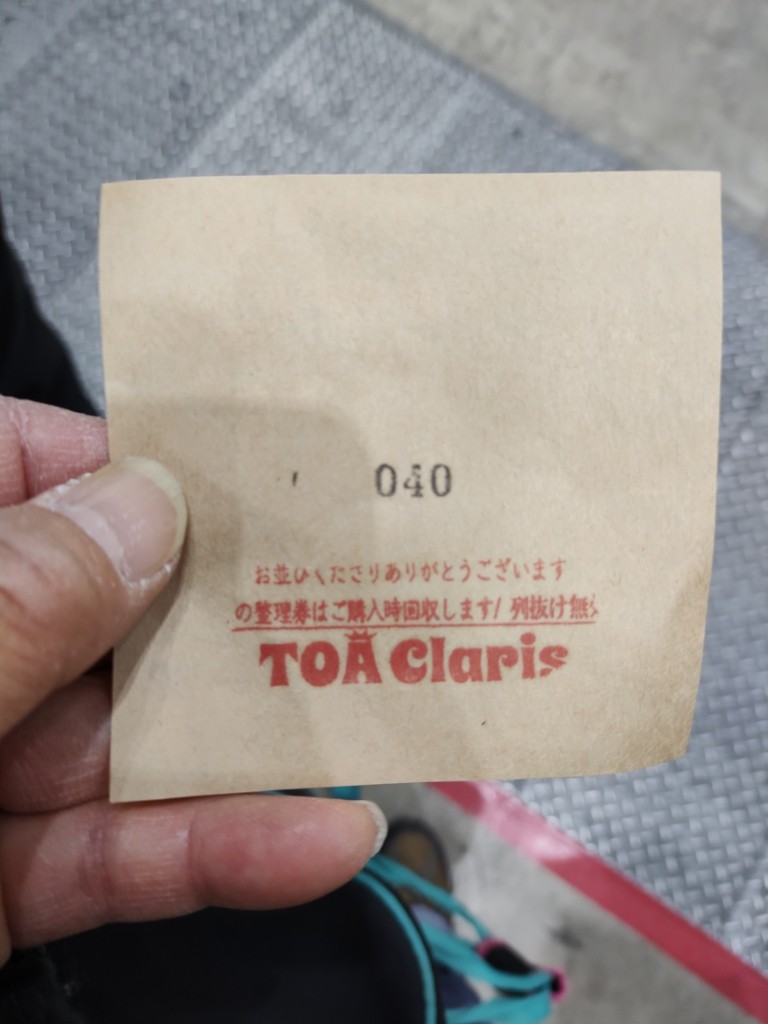 040
お並びくださりありがとうございます
の整理券はご購入時回収します! 列抜け無
TOA Claris